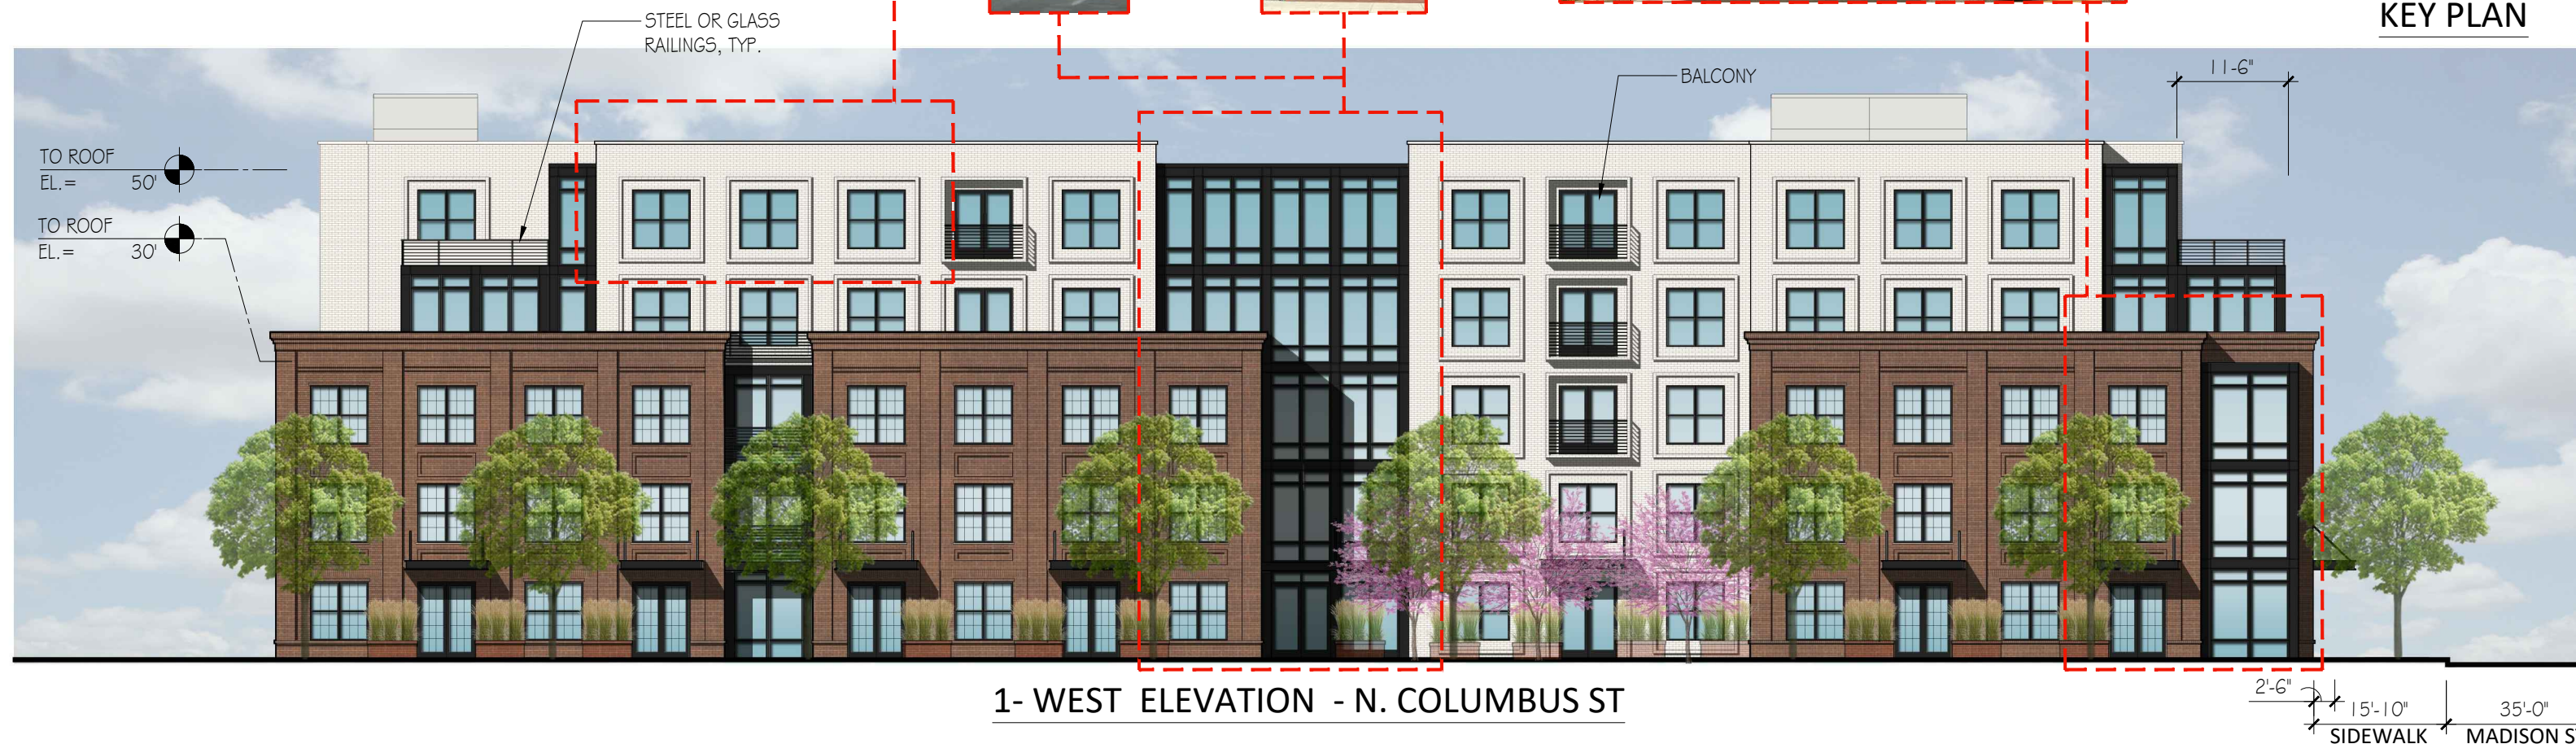 STEEL OR GLASS
RAILINGS, TYP.
KEY PLAN
BALCONY
11-6"
TO ROOF
EL.= 50'
TO ROOF
EL.= 30'
1- WEST ELEVATION - N. COLUMBUS ST
2'-6"
15'-10"
35'-0"
SIDEWALK
MADISON S